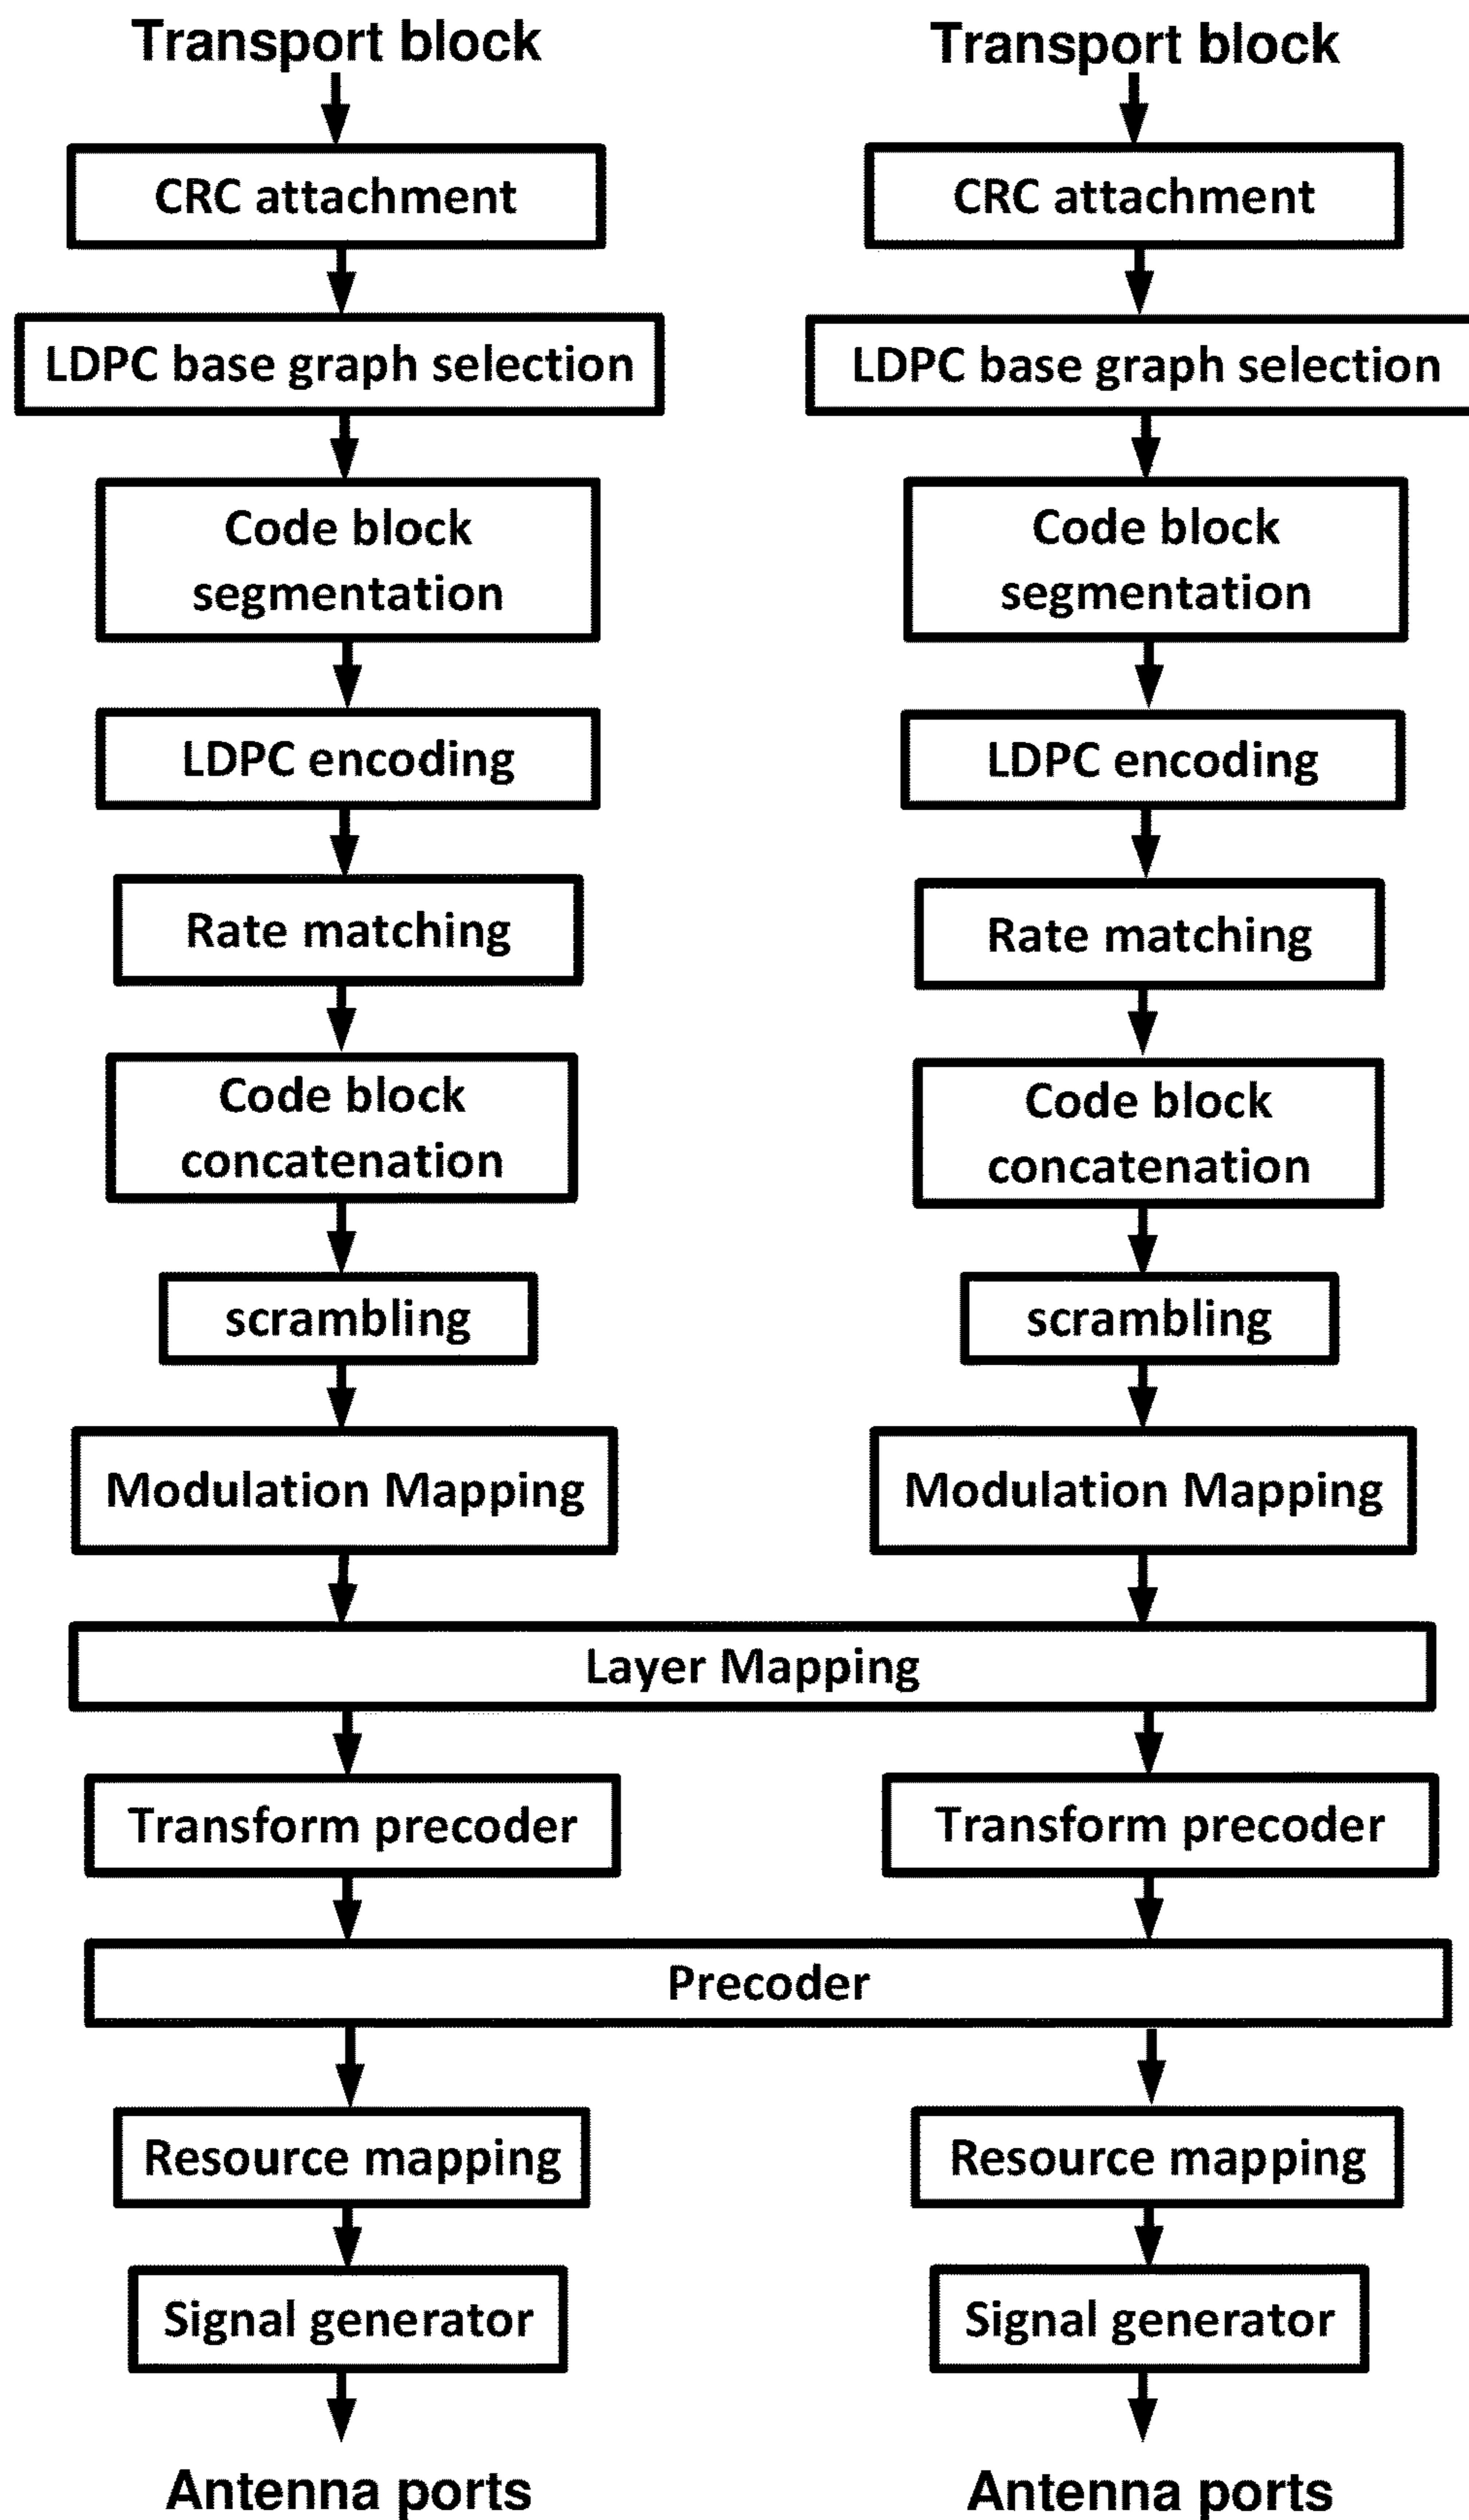 Transport block
Transport block
CRC attachment
CRC attachment
LDPC base graph selection
LDPC base graph selection
Code block
segmentation
Code block
segmentation
LDPC encoding
LDPC encoding
Rate matching
Rate matching
Code block
concatenation
Code block
concatenation
scrambling
scrambling
Modulation Mapping
Modulation Mapping
Layer Mapping
Transform precoder
Transform precoder
Precoder
Resource mapping
Resource mapping
Signal generator
Signal generator
Antenna ports
Antenna ports